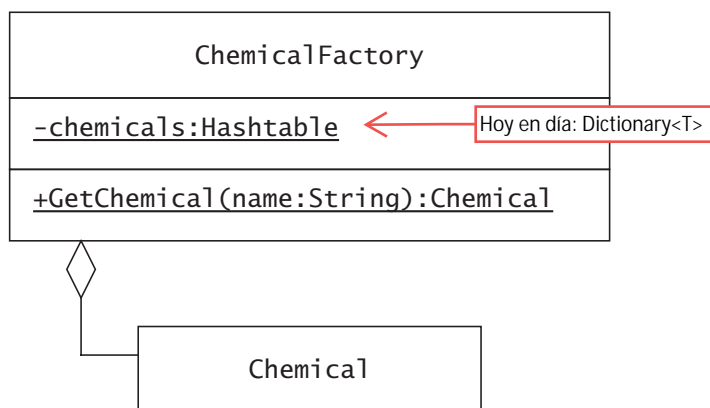 ChemicalFactory
-chemicals:Hashtable
Hoy en día: Dictionary<T>
+GetChemical(name:String):Chemical
Chemical